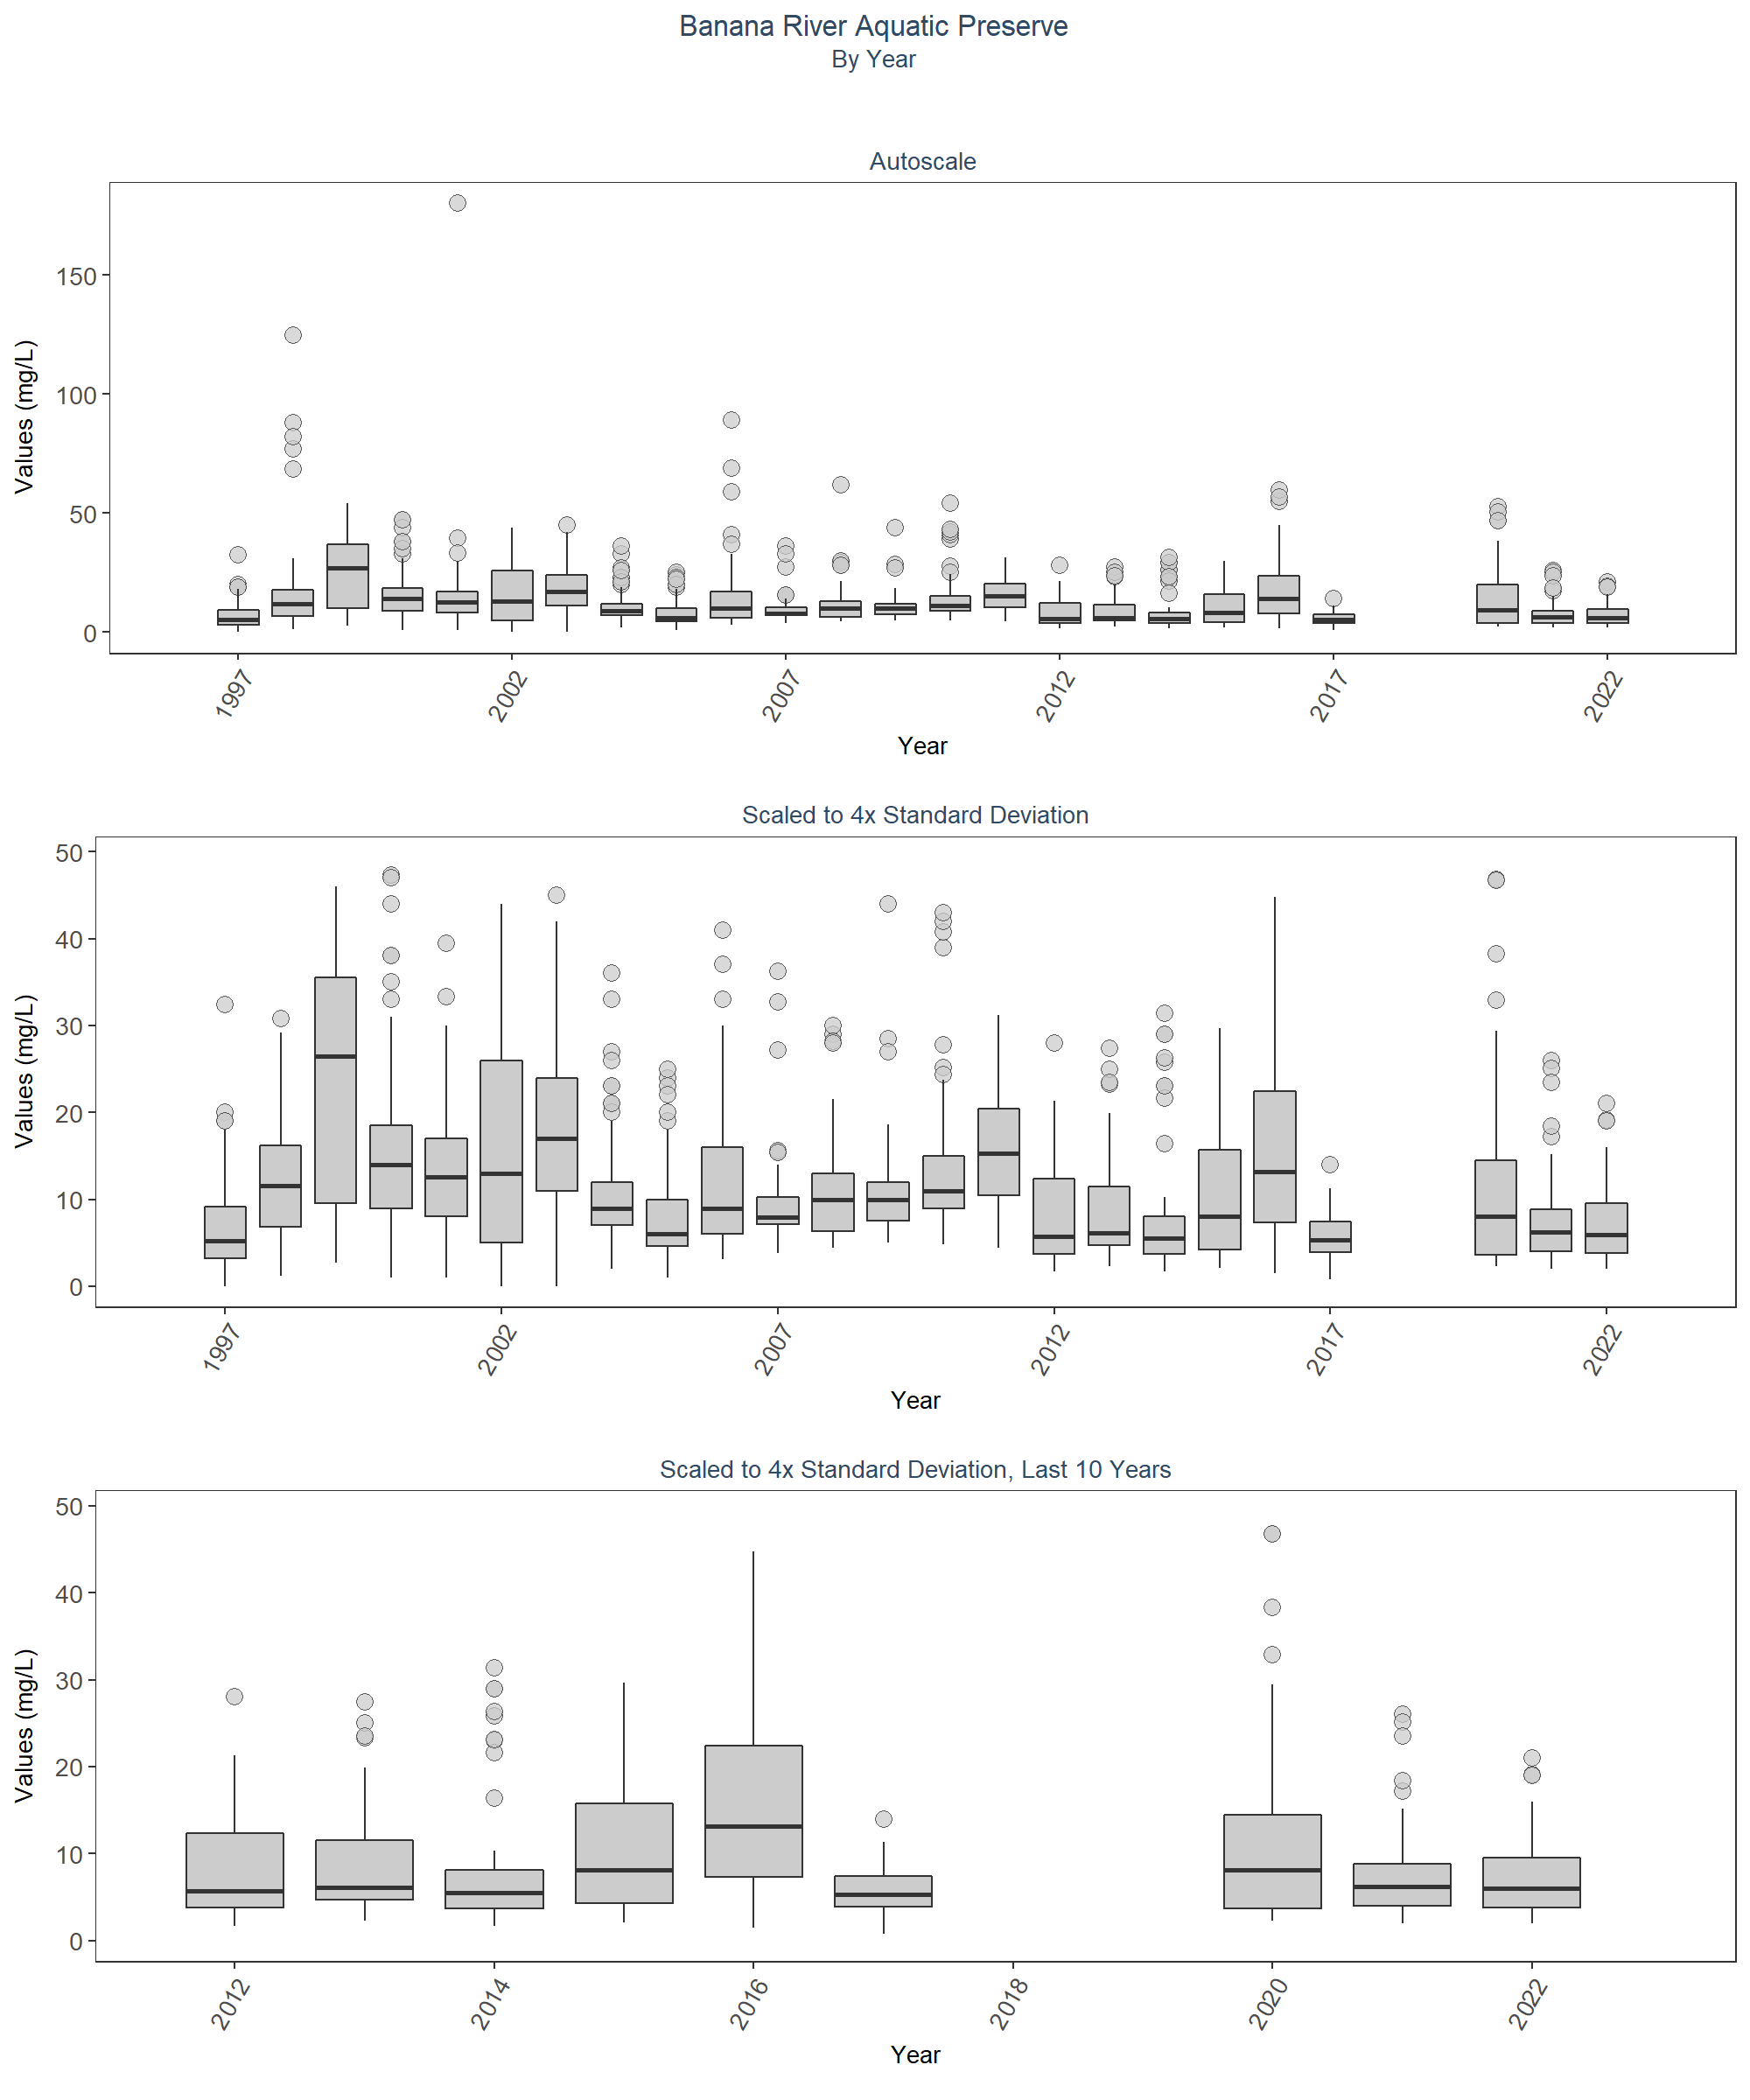 Banana River Aquatic Preserve
By Year
Autoscale
Values (mg/L)
150
100
50
0
1997 2002 2007 2012 2017 2022
Year
Scaled to 4x Standard Deviation
Values (mg/L)
50
40
30
20
10
0
1997 2002 2007 2012 2017 2022
Year
Scaled to 4x Standard Deviation, Last 10 Years
Values (mg/L)
50
40
30
20
10
0
2012 2014 2016 2018 2020 2022
Year